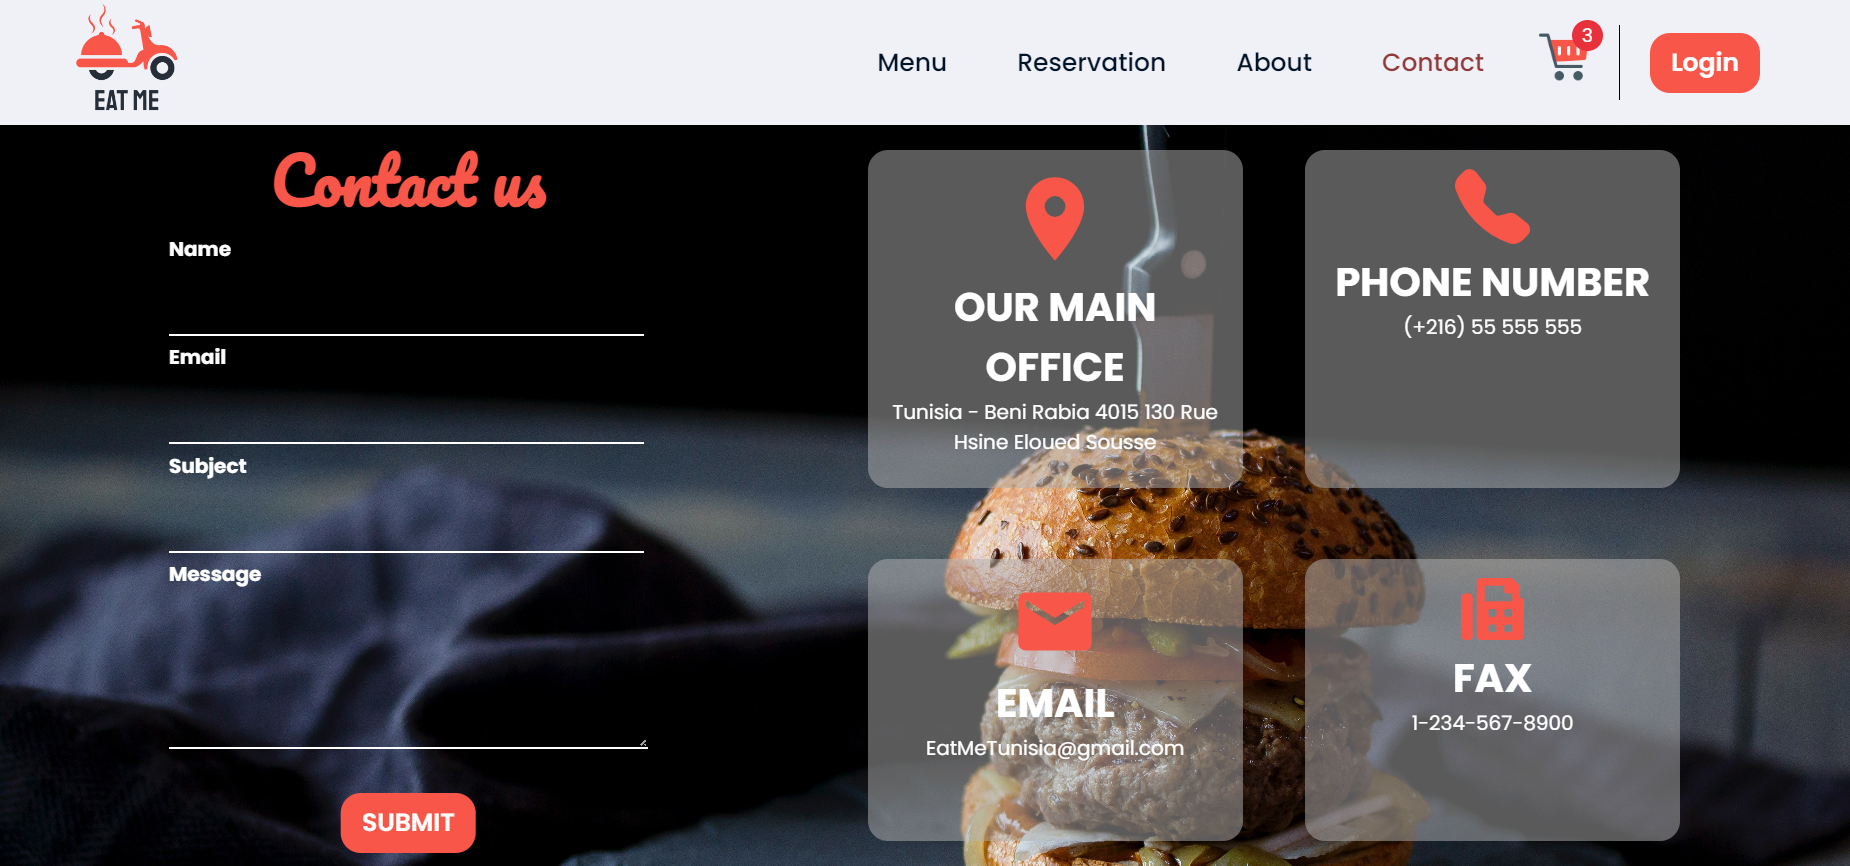 EAT ME
Menu
Reservation
About
Contact
3
Login
Contact us
Name
Email
Subject
Message
SUBMIT
OUR MAIN
OFFICE
Tunisia - Beni Rabia 4015 130 Rue
Hsine Eloued Sousse
PHONE NUMBER
(+216) 55 555 555
EMAIL
EatMeTunisia@gmail.com
FAX
1-234-567-8900